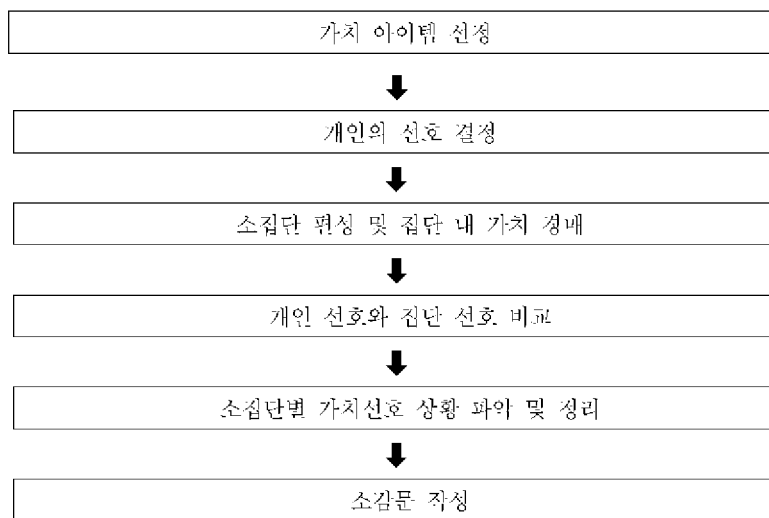 가치 아이템 선정
개인의 선호 결정
소집단 편성 및 집단 내 가치 경매
개인 선호와 집단 선호 비교
소집단별 가치선호 상황 파악 및 정리
소감문 작성